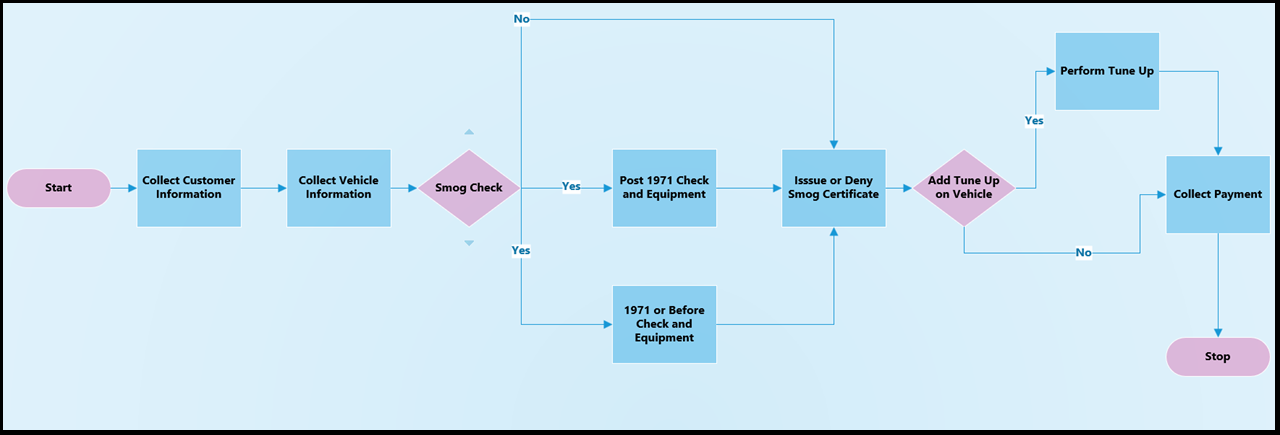 No
Perform Tune Up
Yes
Start
Collect Customer
Information
Collect Vehicle
Information
Smog Check
Yes
Post 1971 Check
and Equipment
Isssue or Deny
Smog Certificate
Add Tune Up
on Vehicle
Collect Payment
Yes
No
1971 or Before
Check and
Equipment
Stop